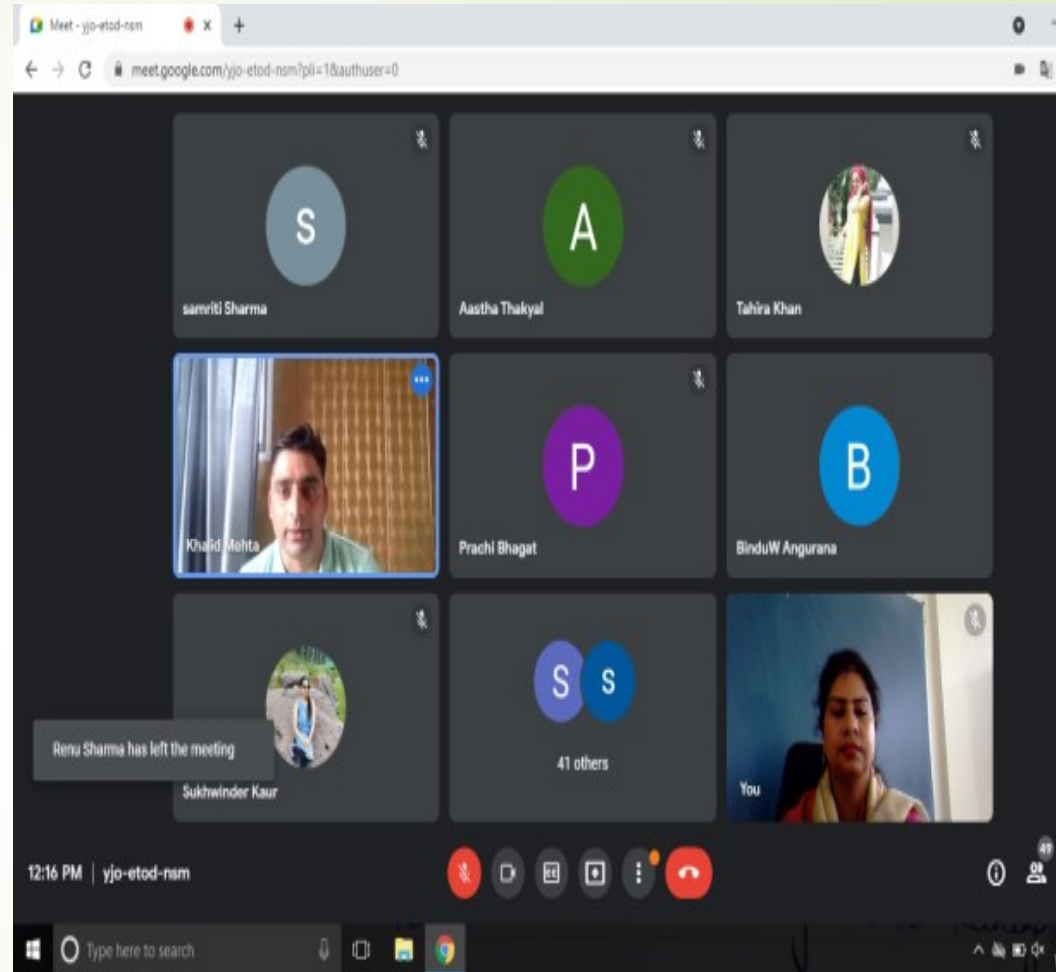 Meet - yjo-etod-nsm
meet.google.com/yjo-etod-nsm?pli=1&authuser=0
S
A
samriti Sharma
Aastha Thakyal
Tahira Khan
P
B
Khalid Mehta
Prachi Bhagat
BinduW Angurana
S s
Renu Sharma has left the meeting
41 others
Sukhwinder Kaur
You
12:16 PM | yjo-etod-nsm
CC
49
Type here to search